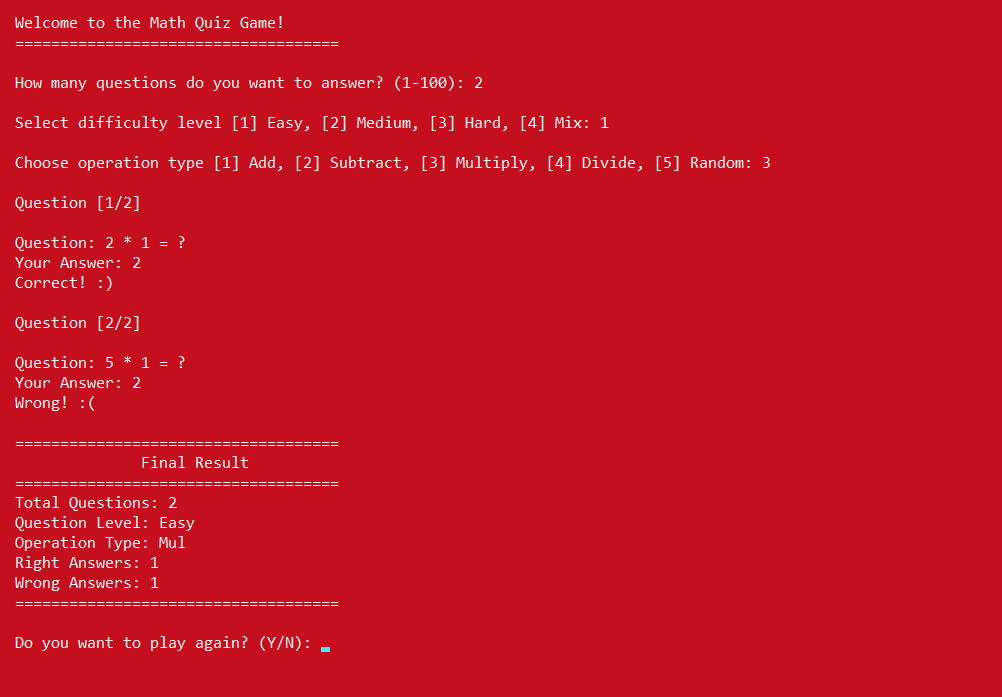 Welcome to the Math Quiz Game!
====================================
How many questions do you want to answer? (1-100): 2
Select difficulty level [1] Easy, [2] Medium, [3] Hard, [4] Mix: 1
Choose operation type [1] Add, [2] Subtract, [3] Multiply, [4] Divide, [5] Random: 3
Question [1/2]
Question: 2 * 1 = ?
Your Answer: 2
Correct! :)
Question [2/2]
Question: 5 * 1 = ?
Your Answer: 2
Wrong! :(
====================================
Final Result
====================================
Total Questions: 2
Question Level: Easy
Operation Type: Mul
Right Answers: 1
Wrong Answers: 1
====================================
Do you want to play again? (Y/N):